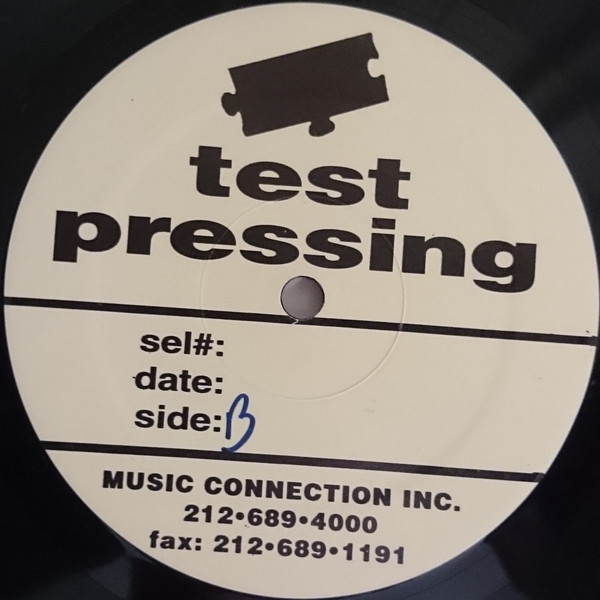 test
pressing
sel#:
date:
side: B
MUSIC CONNECTION INC.
212•689•4000
fax: 212•689•1191